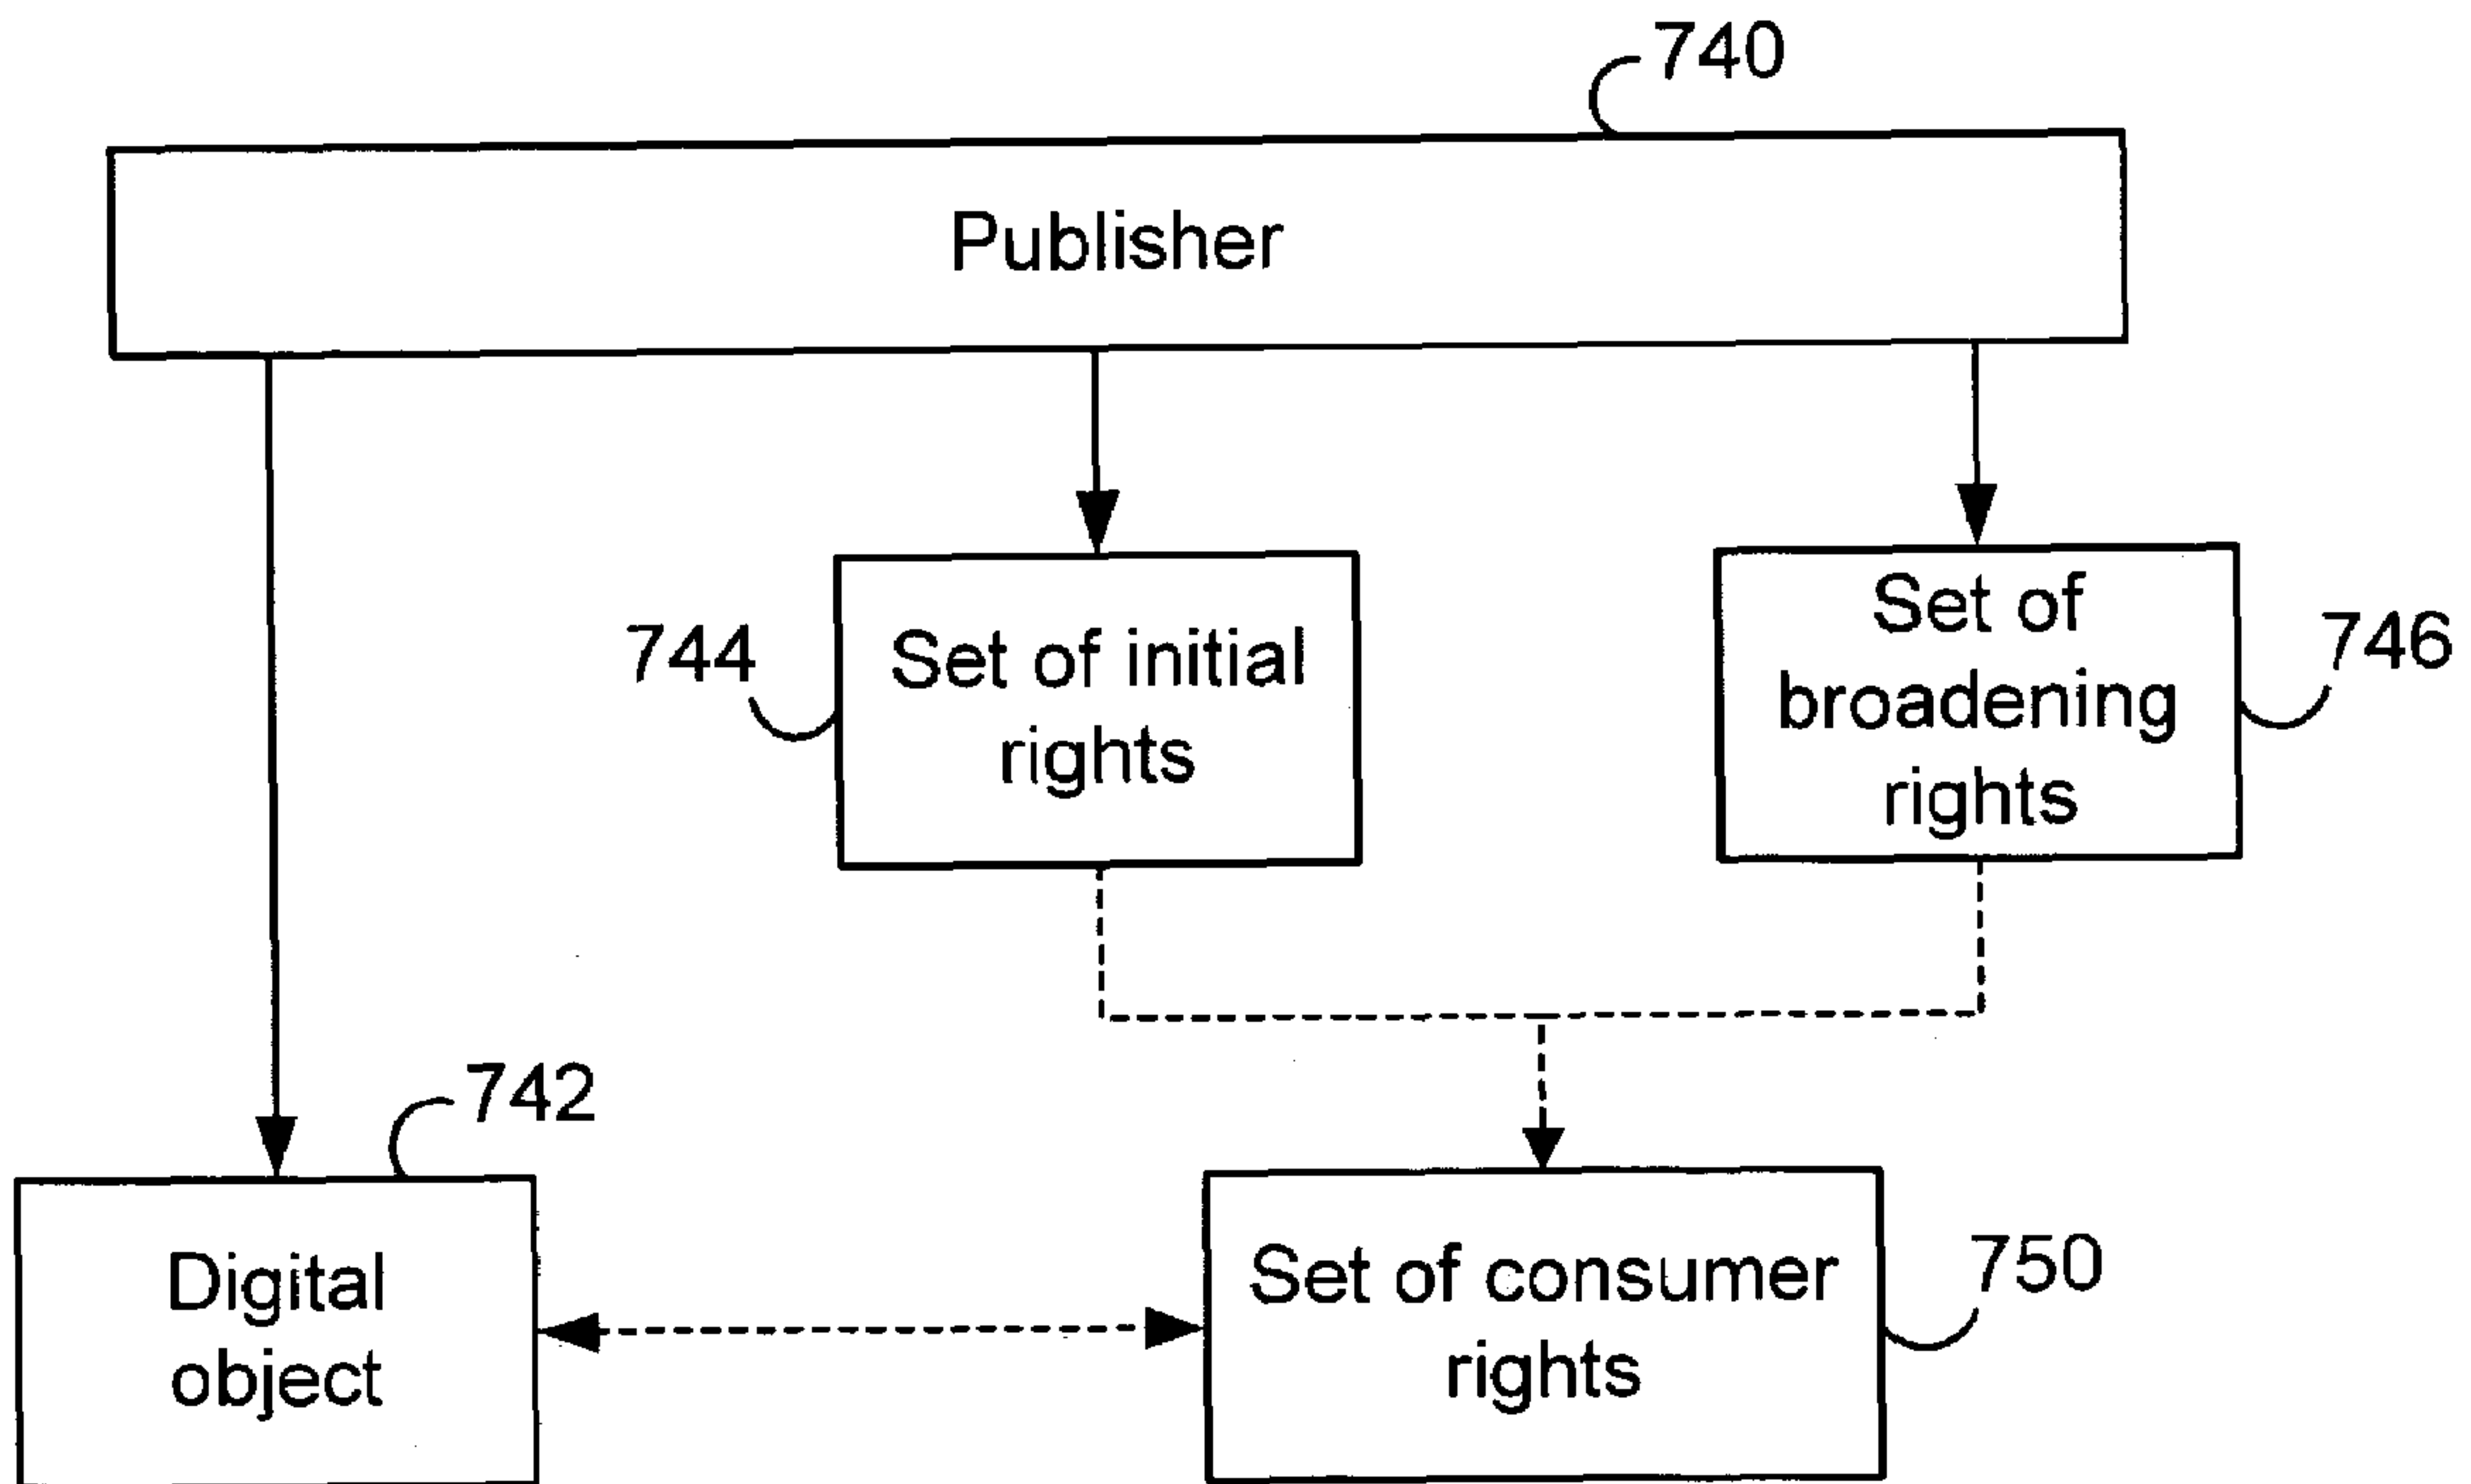 740
Publisher
744
Set of initial
rights
Set of
broadening
rights
746
742
Digital
object
Set of consumer
rights
750